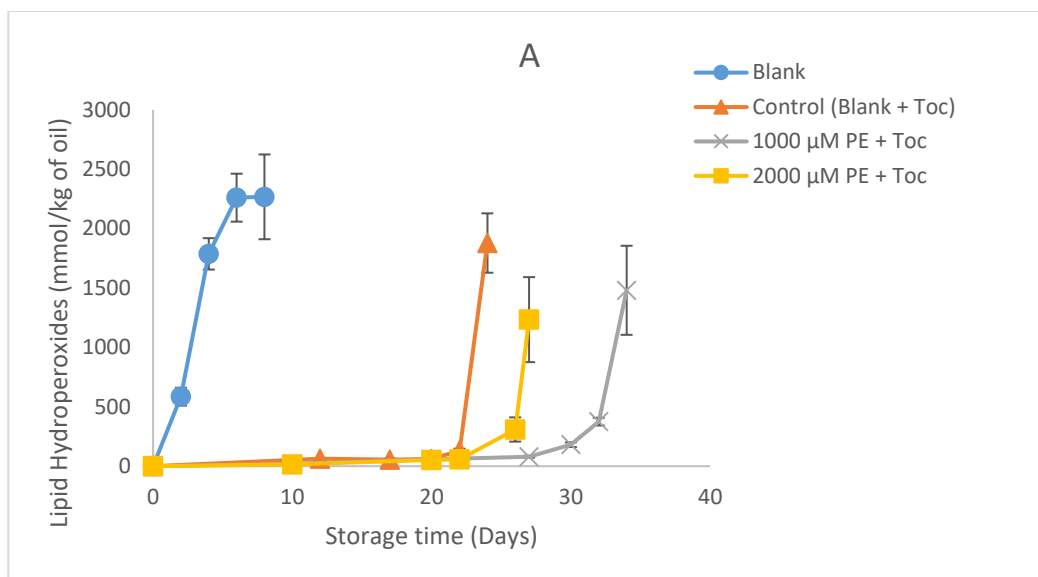 A
Blank
Control (Blank + Toc)
1000 µM PE + Toc
2000 µM PE + Toc
Lipid Hydroperoxides (mmol/kg of oil)
3000
2500
2000
1500
1000
500
0
0 10 20 30 40
Storage time (Days)